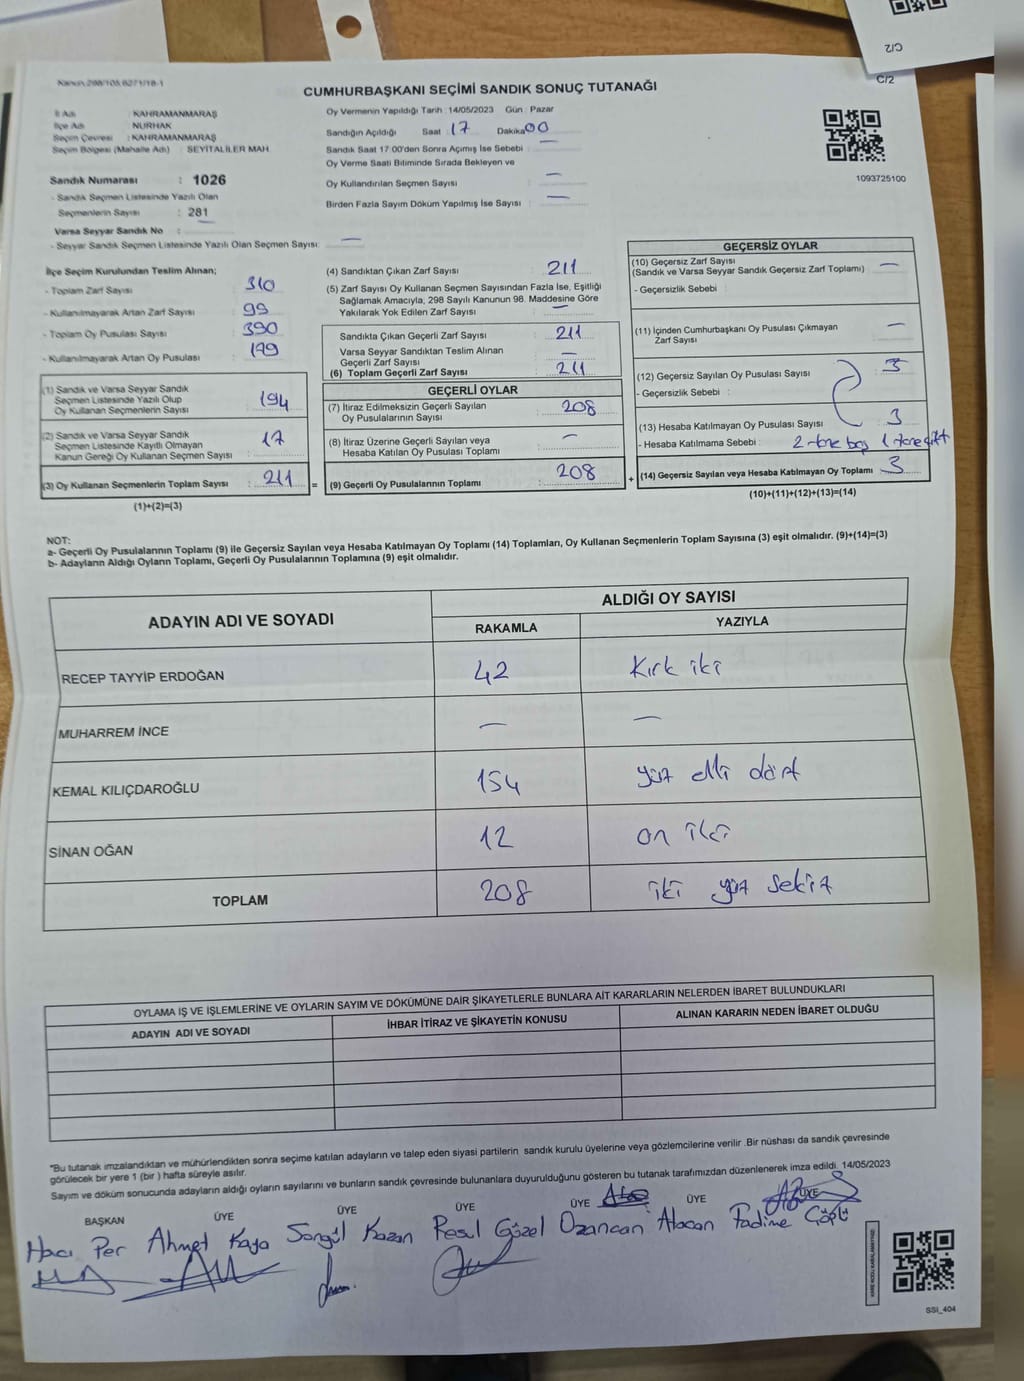 C/2
Kanun 298/105,6271/18-1
C/2
CUMHURBAŞKANI SEÇİMİ SANDIK SONUÇ TUTANAĞI
İl Adı : KAHRAMANMARAŞ
İlçe Adı : NURHAK
Seçim Çevresi : KAHRAMANMARAŞ
Seçim Bölgesi (Mahalle Adı) : SEYİTALİLER MAH.
Oy Vermenin Yapıldığı Tarih : 14/05/2023 Gün : Pazar
Sandığın Açıldığı Saat 17 Dakika 00
Sandık Saat 17:00'den Sonra Açımış İse Sebebi : —
Oy Verme Saati Bitiminde Sırada Bekleyen ve
Oy Kullandırılan Seçmen Sayısı : —
Birden Fazla Sayım Döküm Yapılmış İse Sayısı : —
1093725100
Sandık Numarası : 1026
- Sandık Seçmen Listesinde Yazılı Olan
Seçmenlerin Sayısı : 281
Varsa Seyyar Sandık No :
- Seyyar Sandık Seçmen Listesinde Yazılı Olan Seçmen Sayısı: —
İlçe Seçim Kurulundan Teslim Alınan;
- Toplam Zarf Sayısı : 310
- Kullanılmayarak Artan Zarf Sayısı : 99
- Toplam Oy Pusulası Sayısı : 390
- Kullanılmayarak Artan Oy Pusulası : 179
(1) Sandık ve Varsa Seyyar Sandık
Seçmen Listesinde Yazılı Olup
Oy Kullanan Seçmenlerin Sayısı : 194
(2) Sandık ve Varsa Seyyar Sandık
Seçmen Listesinde Kayıtlı Olmayan
Kanun Gereği Oy Kullanan Seçmen Sayısı : 17
(3) Oy Kullanan Seçmenlerin Toplam Sayısı : 211 =
(1)+(2)=(3)
(4) Sandıktan Çıkan Zarf Sayısı : 211
(5) Zarf Sayısı Oy Kullanan Seçmen Sayısından Fazla İse, Eşitliği
Sağlamak Amacıyla, 298 Sayılı Kanunun 98. Maddesine Göre
Yakılarak Yok Edilen Zarf Sayısı : —
Sandıkta Çıkan Geçerli Zarf Sayısı : 211
Varsa Seyyar Sandıktan Teslim Alınan
Geçerli Zarf Sayısı : —
(6) Toplam Geçerli Zarf Sayısı : 211
GEÇERLİ OYLAR
(7) İtiraz Edilmeksizin Geçerli Sayılan
Oy Pusulalarının Sayısı : 208
(8) İtiraz Üzerine Geçerli Sayılan veya
Hesaba Katılan Oy Pusulası Toplamı : —
(9) Geçerli Oy Pusulalarının Toplamı : 208 +
GEÇERSİZ OYLAR
(10) Geçersiz Zarf Sayısı
(Sandık ve Varsa Seyyar Sandık Geçersiz Zarf Toplamı) —
- Geçersizlik Sebebi :
(11) İçinden Cumhurbaşkanı Oy Pusulası Çıkmayan
Zarf Sayısı : —
(12) Geçersiz Sayılan Oy Pusulası Sayısı : 3
- Geçersizlik Sebebi :
(13) Hesaba Katılmayan Oy Pusulası Sayısı : 3
- Hesaba Katılmama Sebebi : 2 tane boş 1 tane çift
(14) Geçersiz Sayılan veya Hesaba Katılmayan Oy Toplamı : 3
(10)+(11)+(12)+(13)=(14)
NOT:
a- Geçerli Oy Pusulalarının Toplamı (9) ile Geçersiz Sayılan veya Hesaba Katılmayan Oy Toplamı (14) Toplamları, Oy Kullanan Seçmenlerin Toplam Sayısına (3) eşit olmalıdır. (9)+(14)=(3)
b- Adayların Aldığı Oyların Toplamı, Geçerli Oy Pusulalarının Toplamına (9) eşit olmalıdır.
ADAYIN ADI VE SOYADI ALDIĞI OY SAYISI
RAKAMLA YAZIYLA
RECEP TAYYİP ERDOĞAN 42 Kırk iki
MUHARREM İNCE — —
KEMAL KILIÇDAROĞLU 154 yüz elli dört
SİNAN OĞAN 12 on iki
TOPLAM 208 iki yüz sekiz
OYLAMA İŞ VE İŞLEMLERİNE VE OYLARIN SAYIM VE DÖKÜMÜNE DAİR ŞİKAYETLERLE BUNLARA AİT KARARLARIN NELERDEN İBARET BULUNDUKLARI
ADAYIN ADI VE SOYADI İHBAR İTİRAZ VE ŞİKAYETİN KONUSU ALINAN KARARIN NEDEN İBARET OLDUĞU
"Bu tutanak imzalandıktan ve mühürlendikten sonra seçime katılan adayların ve talep eden siyasi partilerin sandık kurulu üyelerine veya gözlemcilerine verilir .Bir nüshası da sandık çevresinde
görülecek bir yere 1 (bir ) hafta süreyle asılır.
Sayım ve döküm sonucunda adayların aldığı oyların sayılarını ve bunların sandık çevresinde bulunanlara duyurulduğunu gösteren bu tutanak tarafımızdan düzenlenerek imza edildi. 14/05/2023
BAŞKAN ÜYE ÜYE ÜYE ÜYE ÜYE ÜYE
Hacı Per Ahmet Kaya Songül Kazan Resul Güzel Ozancan Atacan Fadime Çöplü
KARE KODU KARALAMAYINIZ!
SSI_404